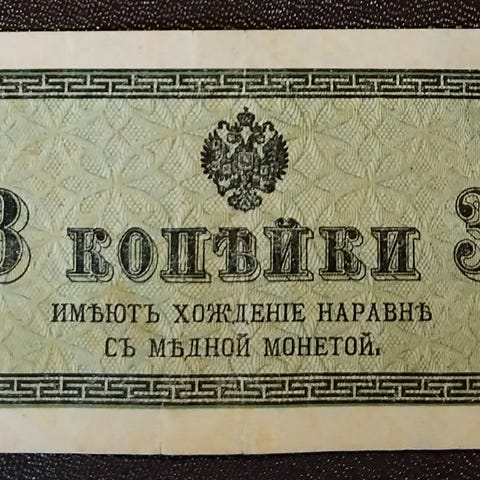 3 КОПѢЙКИ 3
ИМѢЮТЪ ХОЖДЕНІЕ НАРАВНѢ
СЪ МѢДНОЙ МОНЕТОЙ.